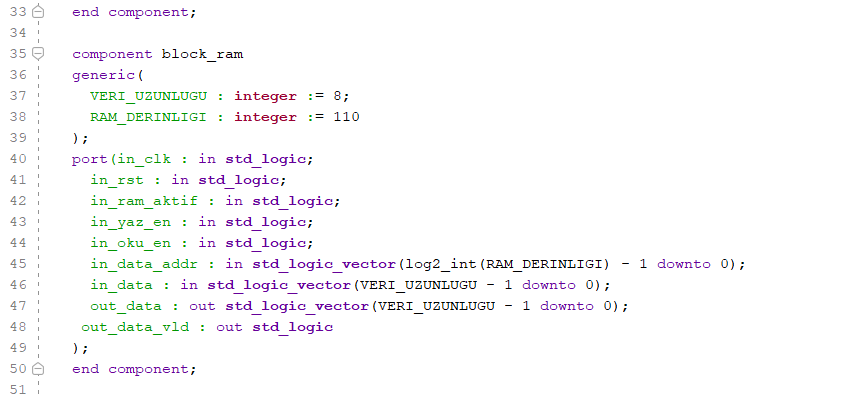 33 end component;
34
35 component block_ram
36 generic(
37 VERI_UZUNLUGU : integer := 8;
38 RAM_DERINLIGI : integer := 110
39 );
40 port(in_clk : in std_logic;
41 in_rst : in std_logic;
42 in_ram_aktif : in std_logic;
43 in_yaz_en : in std_logic;
44 in_oku_en : in std_logic;
45 in_data_addr : in std_logic_vector(log2_int(RAM_DERINLIGI) - 1 downto 0);
46 in_data : in std_logic_vector(VERI_UZUNLUGU - 1 downto 0);
47 out_data : out std_logic_vector(VERI_UZUNLUGU - 1 downto 0);
48 out_data_vld : out std_logic
49 );
50 end component;
51